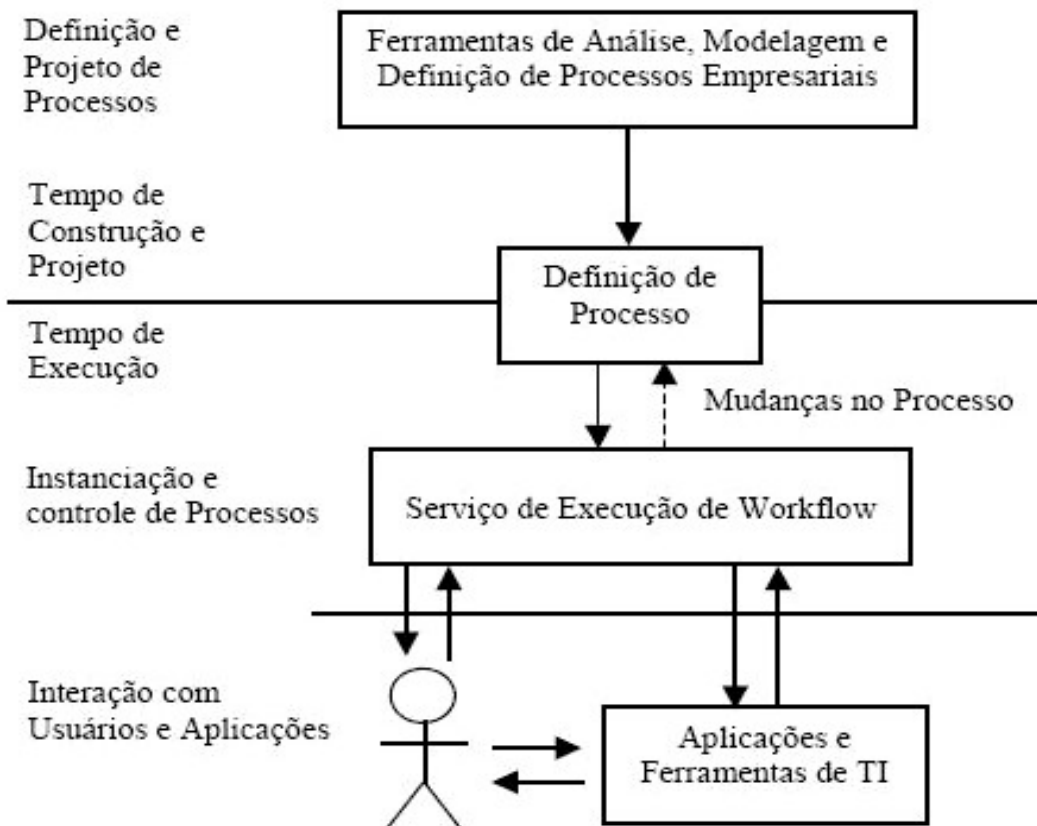 Definição e
Projeto de
Processos
Ferramentas de Análise, Modelagem e
Definição de Processos Empresariais
Tempo de
Construção e
Projeto
Definição de
Processo
Tempo de
Execução
Mudanças no Processo
Instanciação e
controle de Processos
Serviço de Execução de Workflow
Interação com
Usuários e Aplicações
Aplicações e
Ferramentas de TI